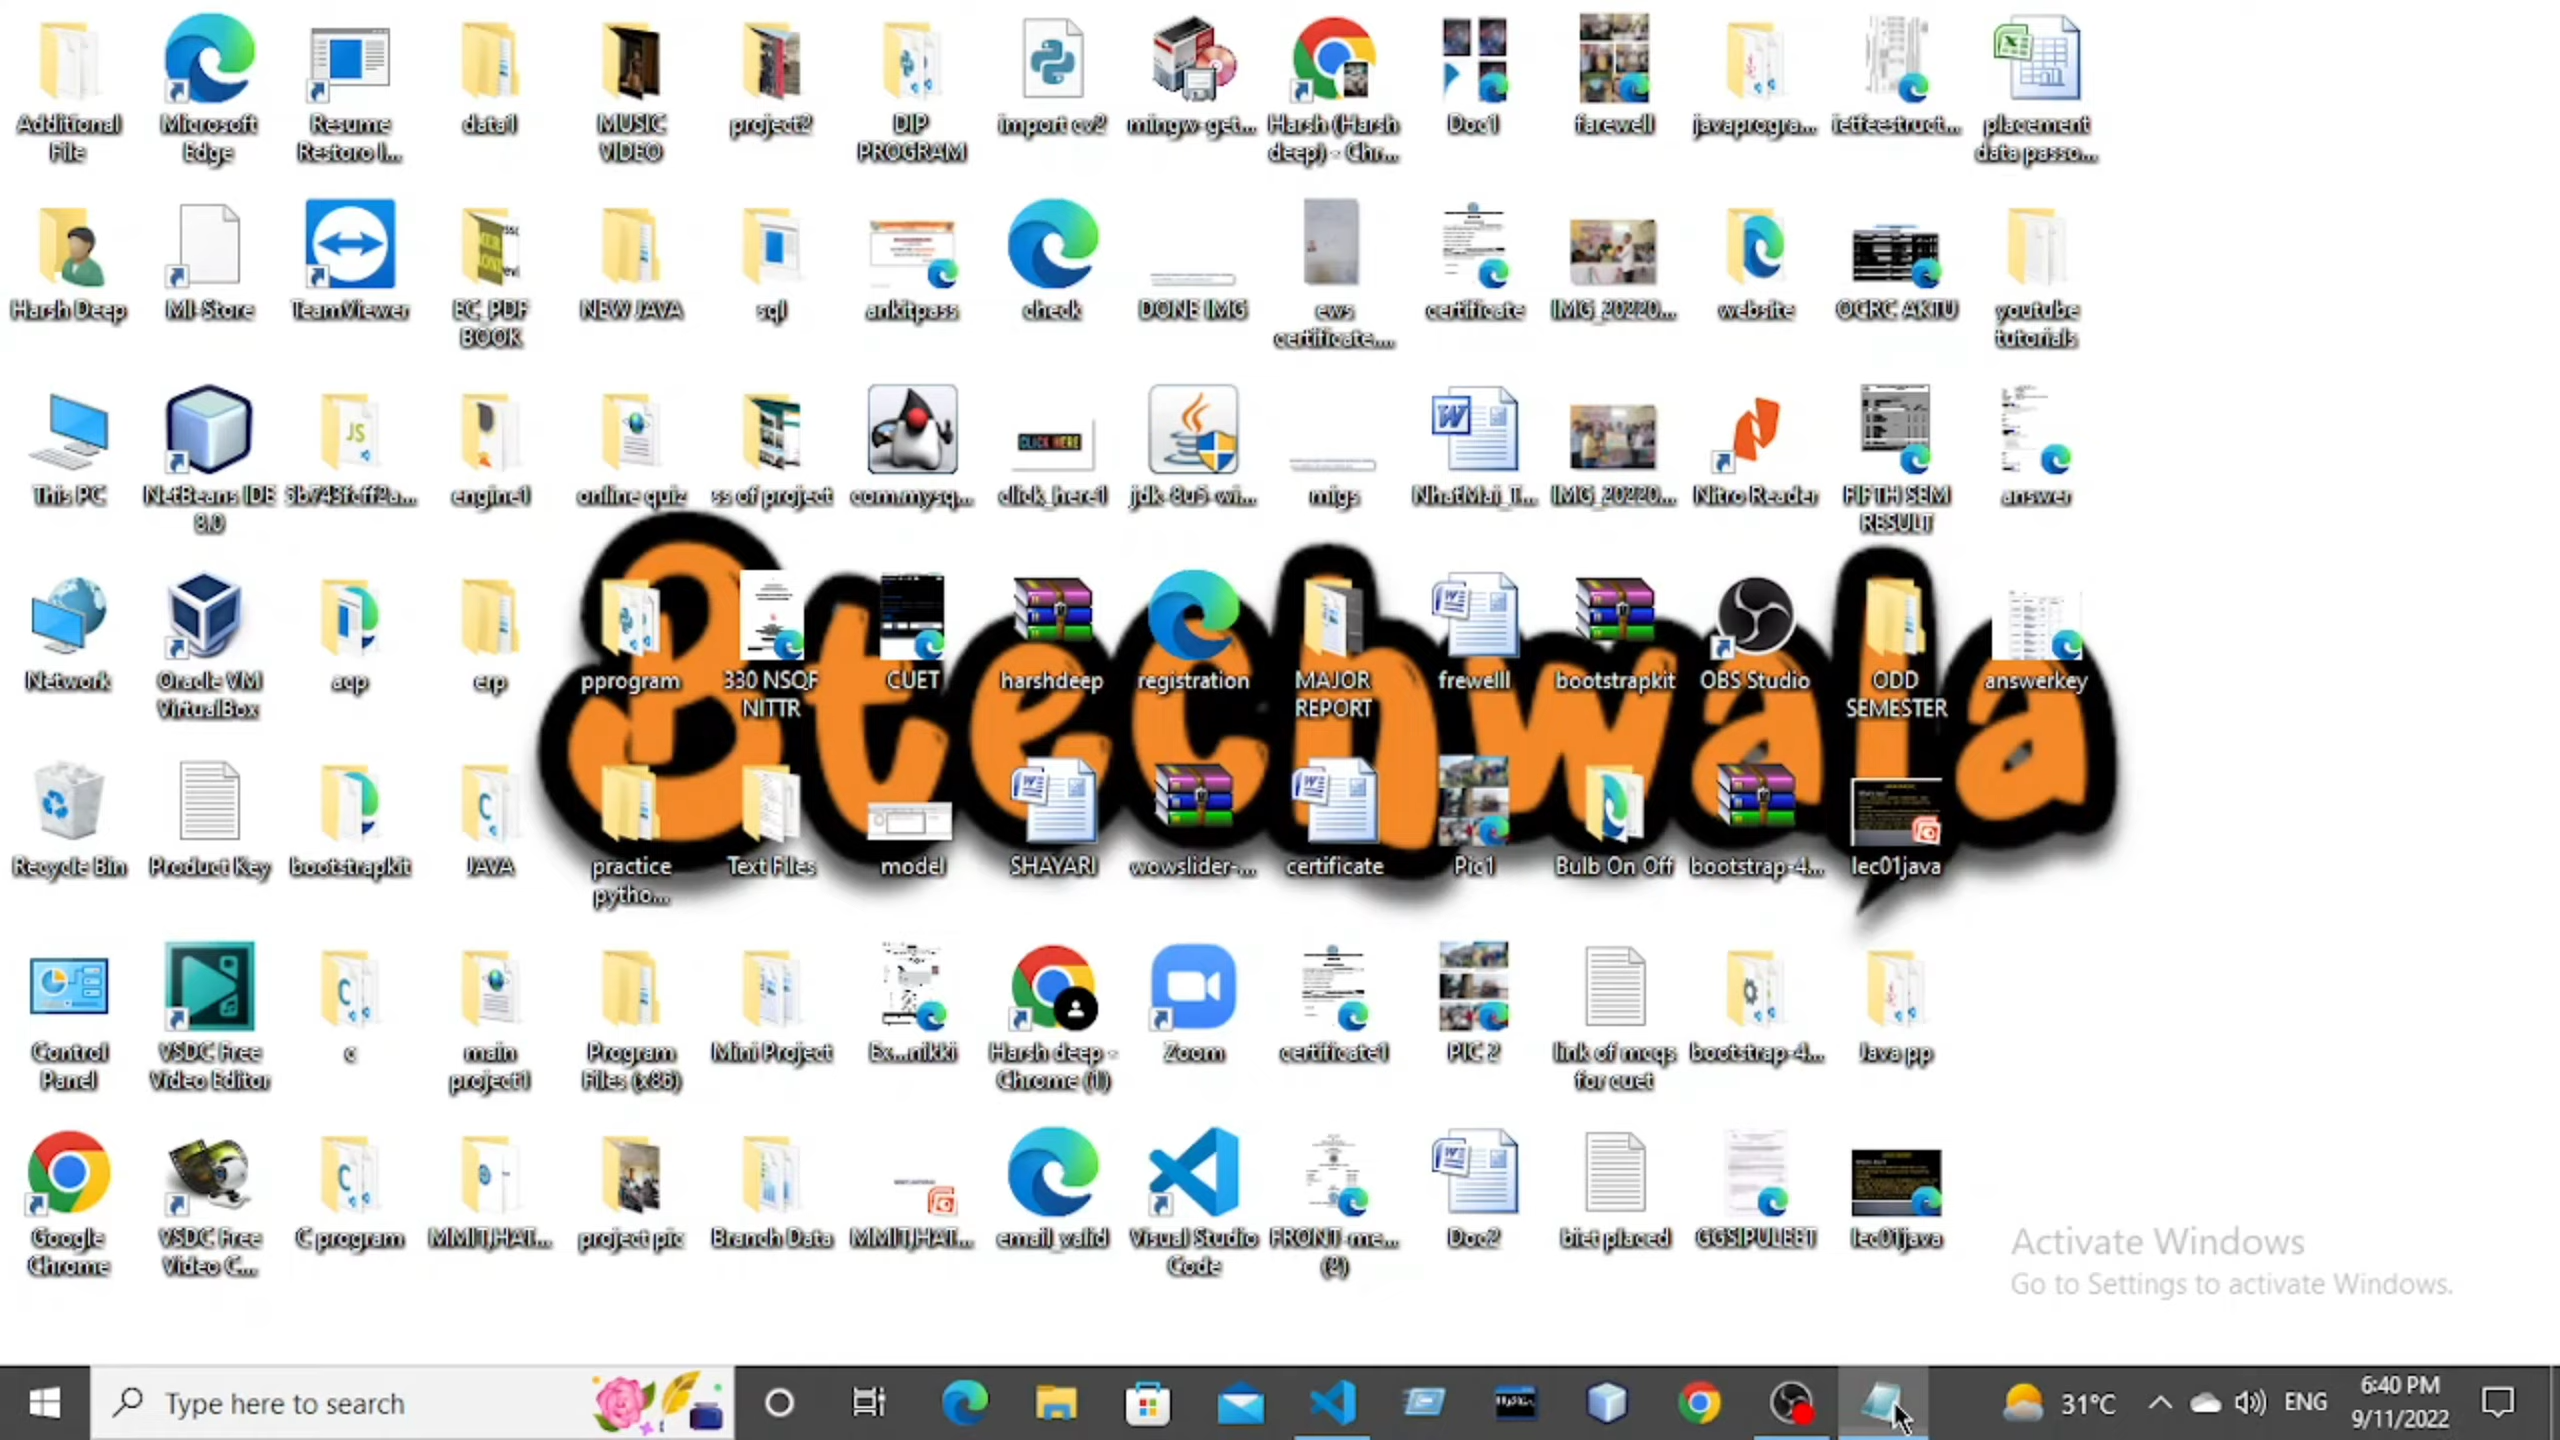 Additional
File
Microsoft
Edge
Resume
Restoro I...
data1
MUSIC
VIDEO
project2
DIP
PROGRAM
import cv2
mingw-get...
Harsh (Harsh
deep) - Chr...
Doc1
farewell
javaprogra...
ietfeestruct...
placement
data passo...
Harsh Deep
MI-Store
TeamViewer
EC_PDF
BOOK
NEW JAVA
sql
ankitpass
check
DONE IMG
ews
certificate....
certificate
IMG_20220...
website
OCRC AKTU
youtube
tutorials
This PC
NetBeans IDE
8.0
5b743fcff2a...
engine1
online quiz
ss of project
com.mysq...
CLICK HERE
click_here1
jdk-8u5-wi...
migs
NhatMai_T...
IMG_20220...
Nitro Reader
FIFTH SEM
RESULT
answer
Btechwala
Network
Oracle VM
VirtualBox
aop
erp
pprogram
330 NSQF
NITTR
CUET
harshdeep
registration
MAJOR
REPORT
frewelll
bootstrapkit
OBS Studio
ODD
SEMESTER
answerkey
Recycle Bin
Product Key
bootstrapkit
JAVA
practice
pytho...
Text Files
model
SHAYARI
wowslider-...
certificate
Pic1
Bulb On Off
bootstrap-4...
lec01java
Control
Panel
VSDC Free
Video Editor
c
main
project1
Program
Files (x86)
Mini Project
Ex...nikki
Harsh deep -
Chrome (1)
Zoom
certificate1
PIC 2
link of mcqs
for cuet
bootstrap-4...
Java pp
Google
Chrome
VSDC Free
Video C...
C program
MMIT,HAT...
project pic
Branch Data
MMIT,HAT...
email_valid
Visual Studio
Code
FRONT-me...
(2)
Doc2
biet placed
GGSIPULEET
lec01java
Activate Windows
Go to Settings to activate Windows.
Type here to search
31°C
ENG
6:40 PM
9/11/2022